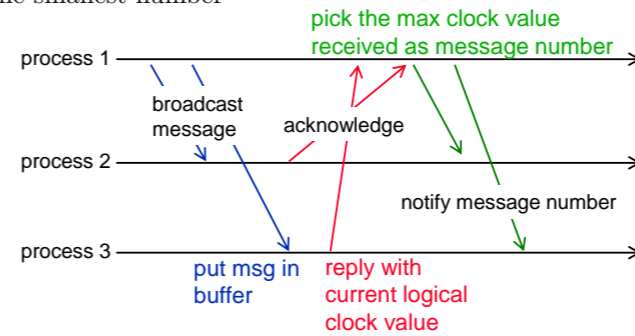 the smallest number
pick the max clock value
received as message number
process 1
broadcast
message
acknowledge
process 2
notify message number
process 3
put msg in
buffer
reply with
current logical
clock value